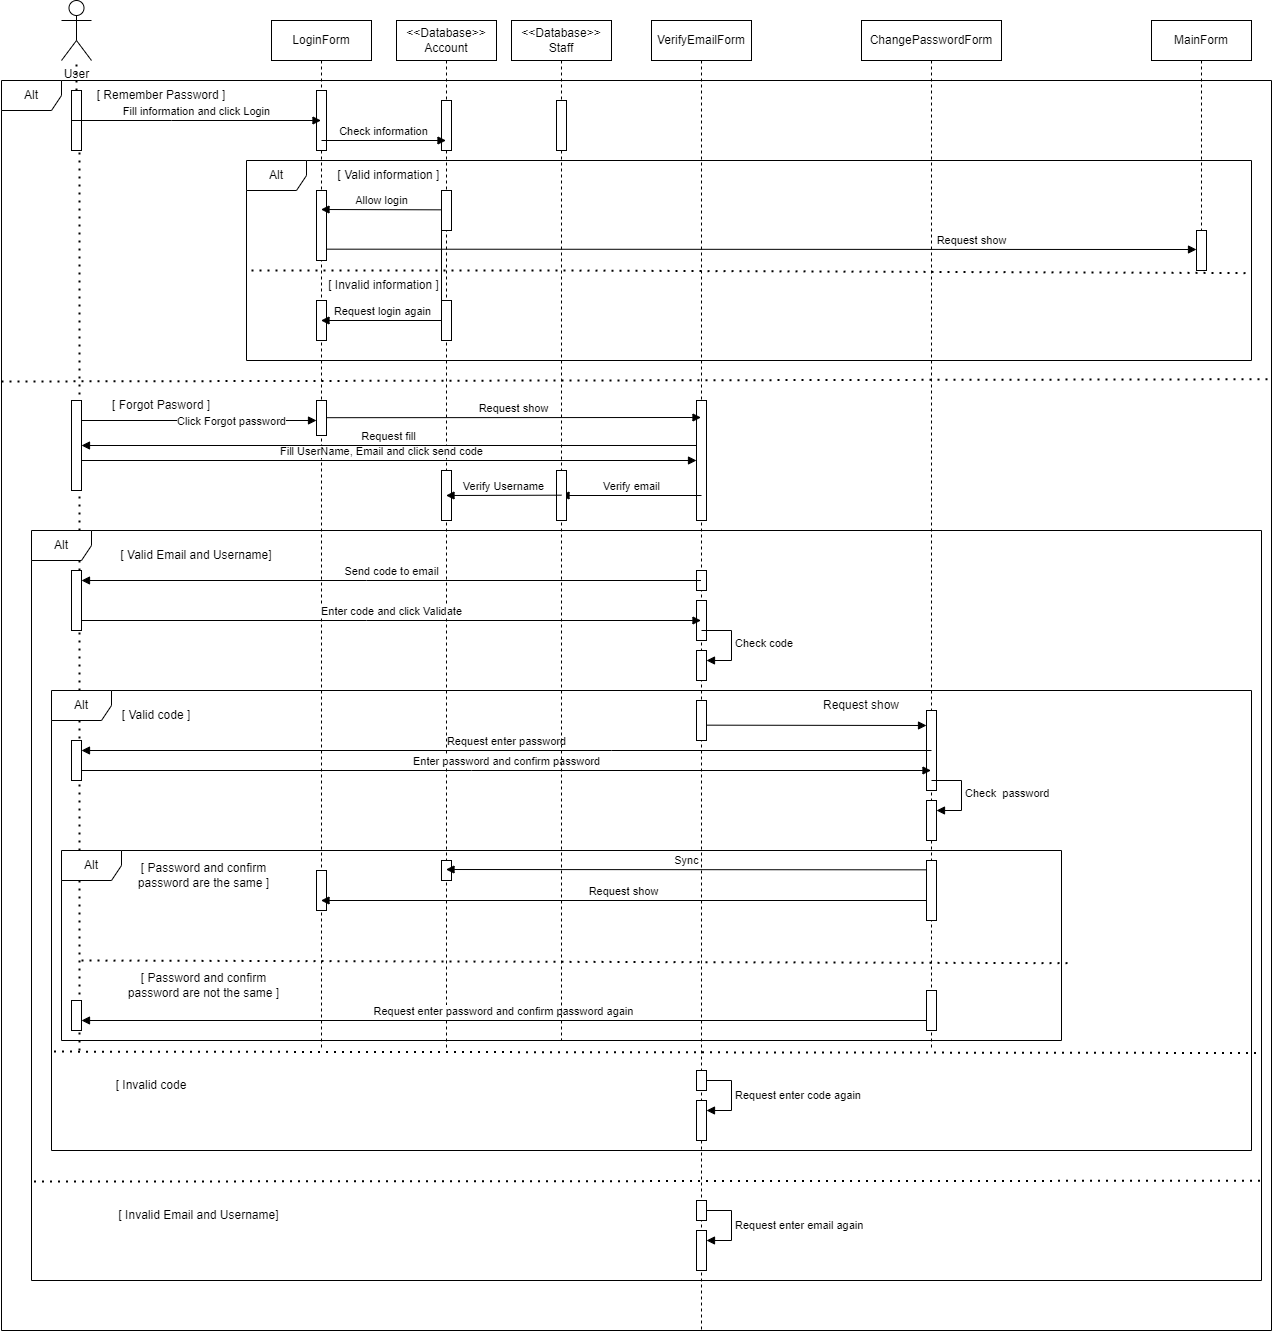 User
LoginForm
<<Database>>
Account
<<Database>>
Staff
VerifyEmailForm
ChangePasswordForm
MainForm
Alt
[ Remember Password ]
Fill information and click Login
Check information
Alt
[ Valid information ]
Allow login
Request show
[ Invalid information ]
Request login again
[ Forgot Pasword ]
Click Forgot password
Request show
Request fill
Fill UserName, Email and click send code
Verify Username
Verify email
Alt
[ Valid Email and Username]
Send code to email
Enter code and click Validate
Check code
Alt
[ Valid code ]
Request show
Request enter password
Enter password and confirm password
Check  password
Alt
[ Password and confirm
password are the same ]
Sync
Request show
[ Password and confirm
password are not the same ]
Request enter password and confirm password again
[ Invalid code
Request enter code again
[ Invalid Email and Username]
Request enter email again